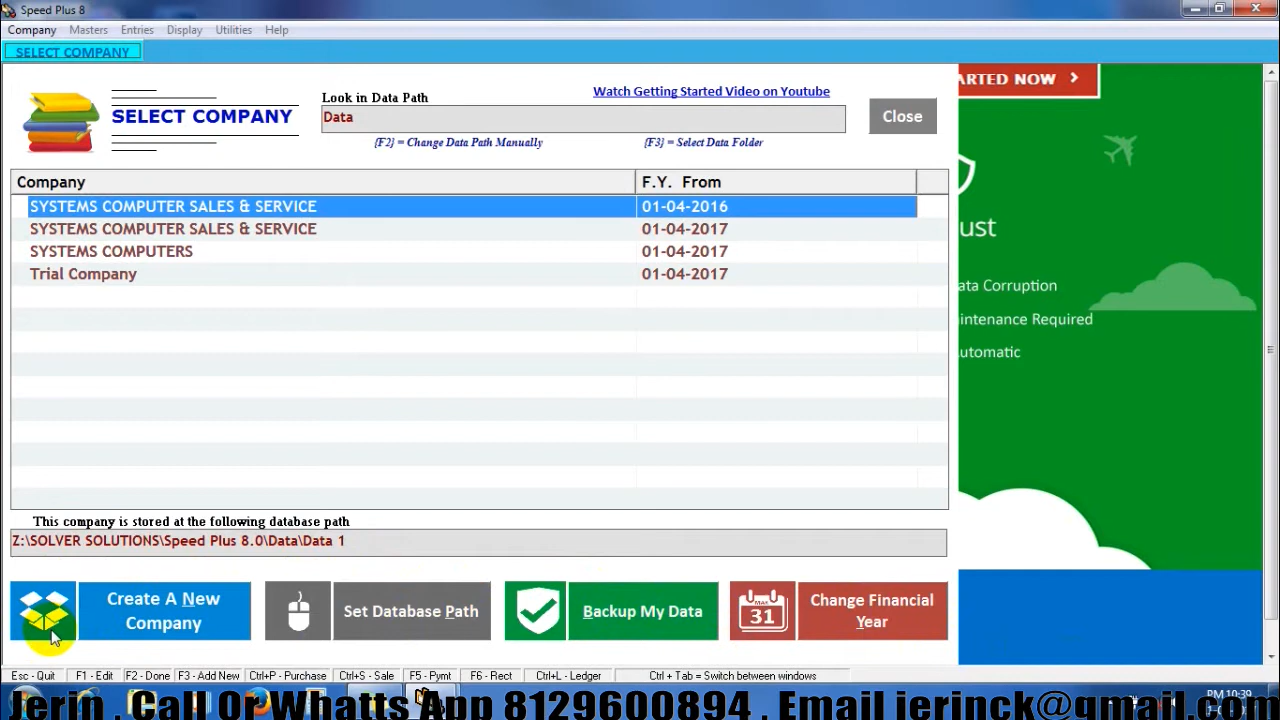 Speed Plus 8
Company Masters Entries Display Utilities Help
SELECT COMPANY
ARTED NOW
SELECT COMPANY
Look in Data Path
Watch Getting Started Video on Youtube
Data
Close
{F2} = Change Data Path Manually {F3} = Select Data Folder
Company F.Y. From
SYSTEMS COMPUTER SALES & SERVICE 01-04-2016
SYSTEMS COMPUTER SALES & SERVICE 01-04-2017
SYSTEMS COMPUTERS 01-04-2017
Trial Company 01-04-2017
ust
ata Corruption
intenance Required
utomatic
This company is stored at the following database path
Z:\SOLVER SOLUTIONS\Speed Plus 8.0\Data\Data 1
Create A New
Company
Set Database Path
Backup My Data
MAR
31
Change Financial
Year
Esc - Quit F1 - Edit F2 - Done F3 - Add New Ctrl+P - Purchase Ctrl+S - Sale F5 - Pymt F6 - Rect Ctrl+L - Ledger Ctrl + Tab = Switch between windows
PM 10:39
Jerin , Call Or Whatts App 8129600894 , Email jerinck@gmail.com